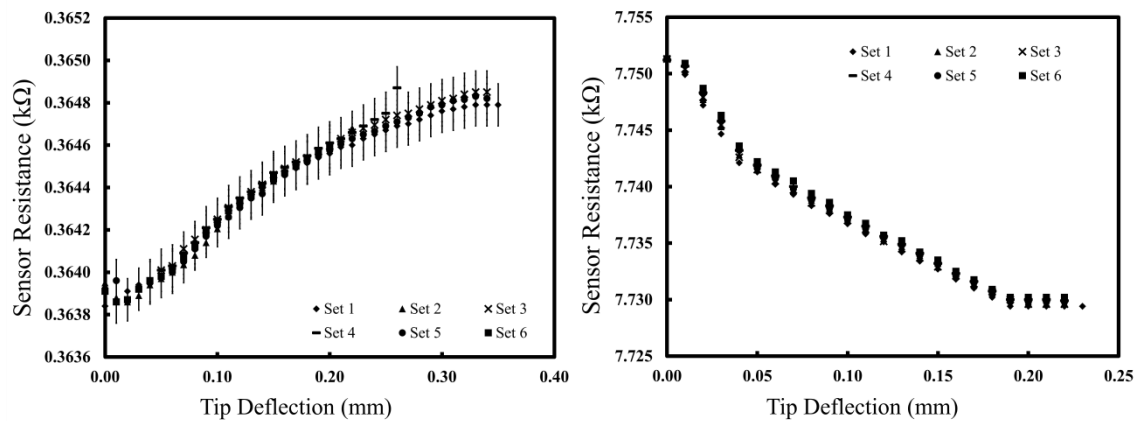 0.3652
0.3650
0.3648
0.3646
0.3644
0.3642
0.3640
0.3638
0.3636
Sensor Resistance (kΩ)
Set 1 Set 2 Set 3
Set 4 Set 5 Set 6
0.00 0.10 0.20 0.30 0.40
Tip Deflection (mm)
7.755
7.750
7.745
7.740
7.735
7.730
7.725
Sensor Resistance (kΩ)
Set 1 Set 2 Set 3
Set 4 Set 5 Set 6
0.00 0.05 0.10 0.15 0.20 0.25
Tip Deflection (mm)